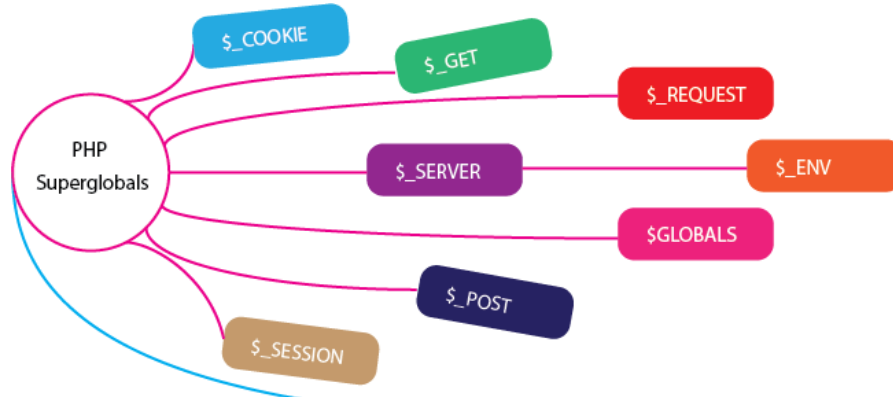 $_COOKIE
$_GET
$_REQUEST
PHP
Superglobals
$_SERVER
$_ENV
$GLOBALS
$_POST
$_SESSION